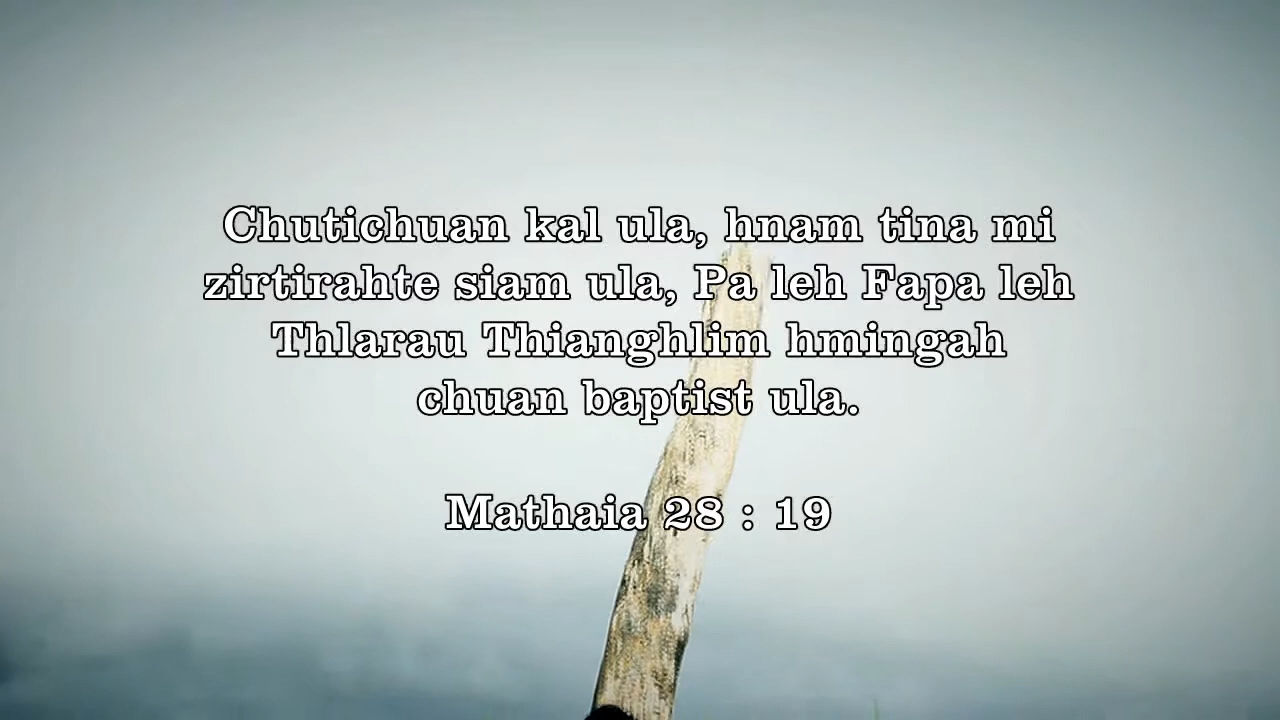 Chutichuan kal ula, hnam tina mi
zirtirahte siam ula, Pa leh Fapa leh
Thlarau Thianghlim hmingah
chuan baptist ula.
Mathaia 28 : 19